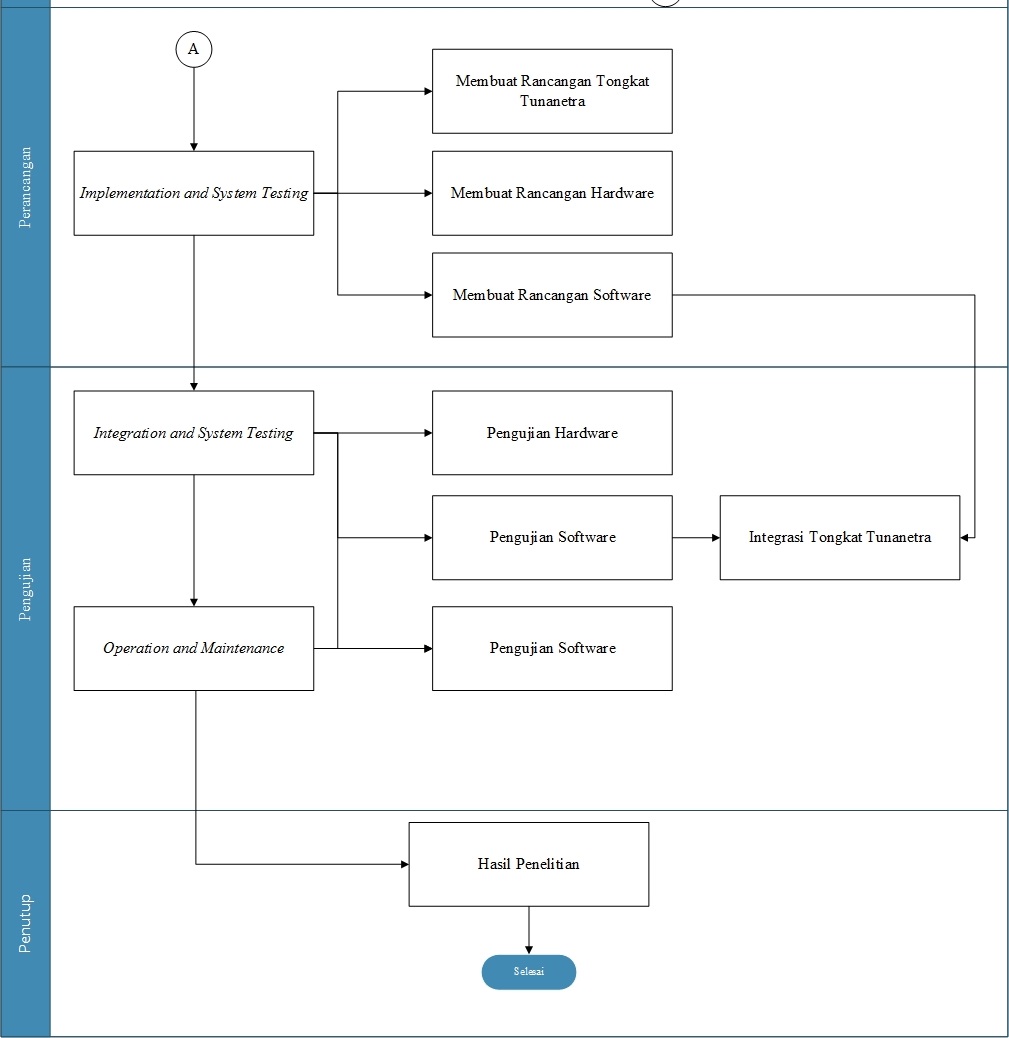 Perancangan
A
Membuat Rancangan Tongkat
Tunanetra
Implementation and System Testing
Membuat Rancangan Hardware
Membuat Rancangan Software
Pengujian
Integration and System Testing
Pengujian Hardware
Pengujian Software
Integrasi Tongkat Tunanetra
Operation and Maintenance
Pengujian Software
Penutup
Hasil Penelitian
Selesai